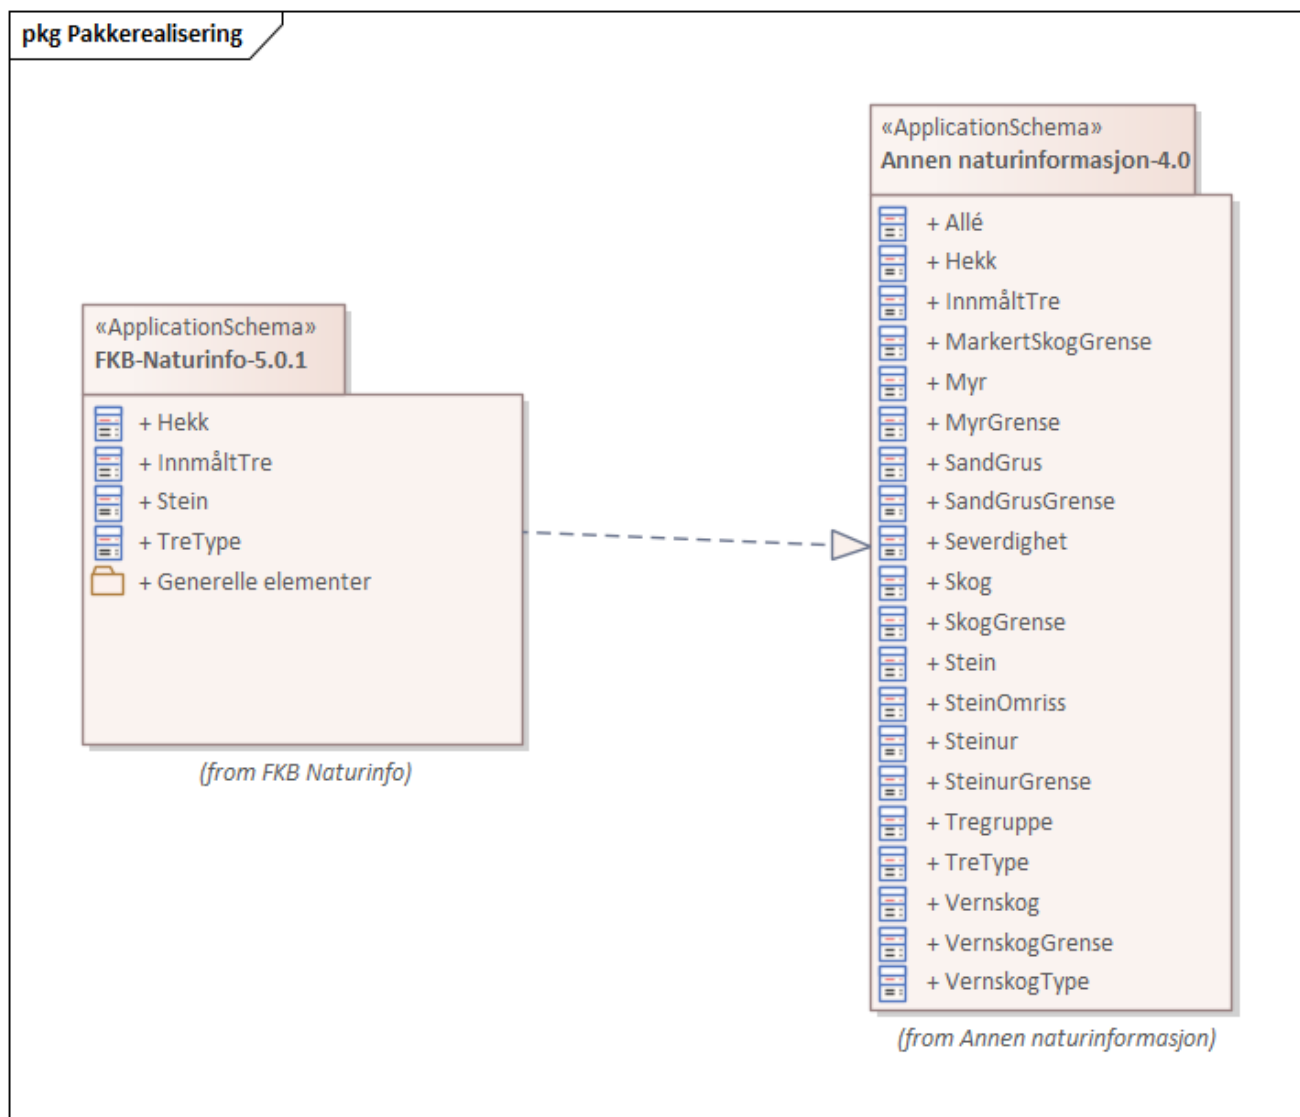 pkg Pakkerealisering
«ApplicationSchema»
FKB-Naturinfo-5.0.1
+ Hekk
+ InnmåltTre
+ Stein
+ TreType
+ Generelle elementer
(from FKB Naturinfo)
«ApplicationSchema»
Annen naturinformasjon-4.0
+ Allé
+ Hekk
+ InnmåltTre
+ MarkertSkogGrense
+ Myr
+ MyrGrense
+ SandGrus
+ SandGrusGrense
+ Severdighet
+ Skog
+ SkogGrense
+ Stein
+ SteinOmriss
+ Steinur
+ SteinurGrense
+ Tregruppe
+ TreType
+ Vernskog
+ VernskogGrense
+ VernskogType
(from Annen naturinformasjon)